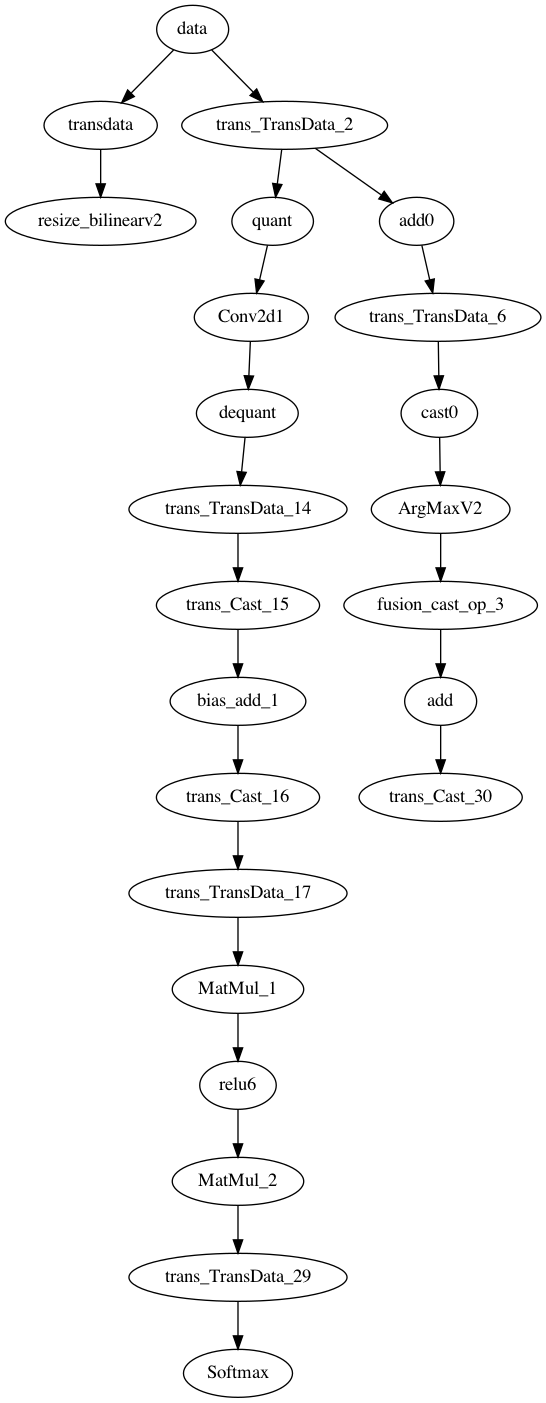 data
transdata
trans_TransData_2
resize_bilinearv2
quant
add0
Conv2d1
trans_TransData_6
dequant
cast0
trans_TransData_14
ArgMaxV2
trans_Cast_15
fusion_cast_op_3
bias_add_1
add
trans_Cast_16
trans_Cast_30
trans_TransData_17
MatMul_1
relu6
MatMul_2
trans_TransData_29
Softmax